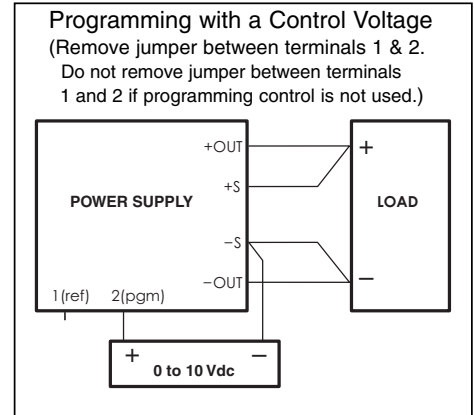 Programming with a Control Voltage
(Remove jumper between terminals 1 & 2.
Do not remove jumper between terminals
1 and 2 if programming control is not used.)
+OUT
+
+S
POWER SUPPLY
LOAD
–S
–OUT
–
1(ref) 2(pgm)
+ –
0 to 10 Vdc